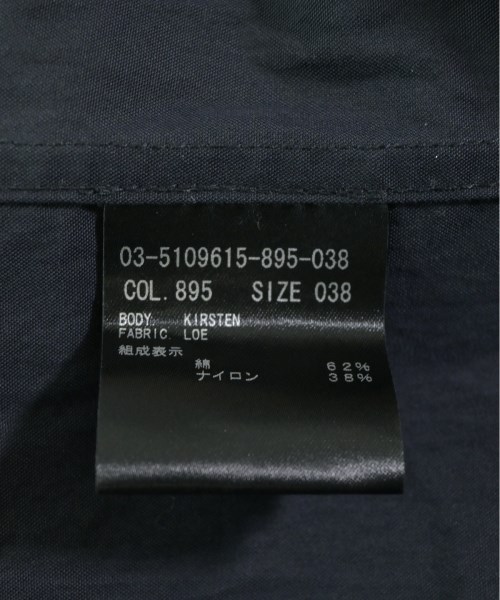 03-5109615-895-038
COL. 895 SIZE 038
BODY KIRSTEN
FABRIC LOE
組成表示
綿 62%
ナイロン 38%